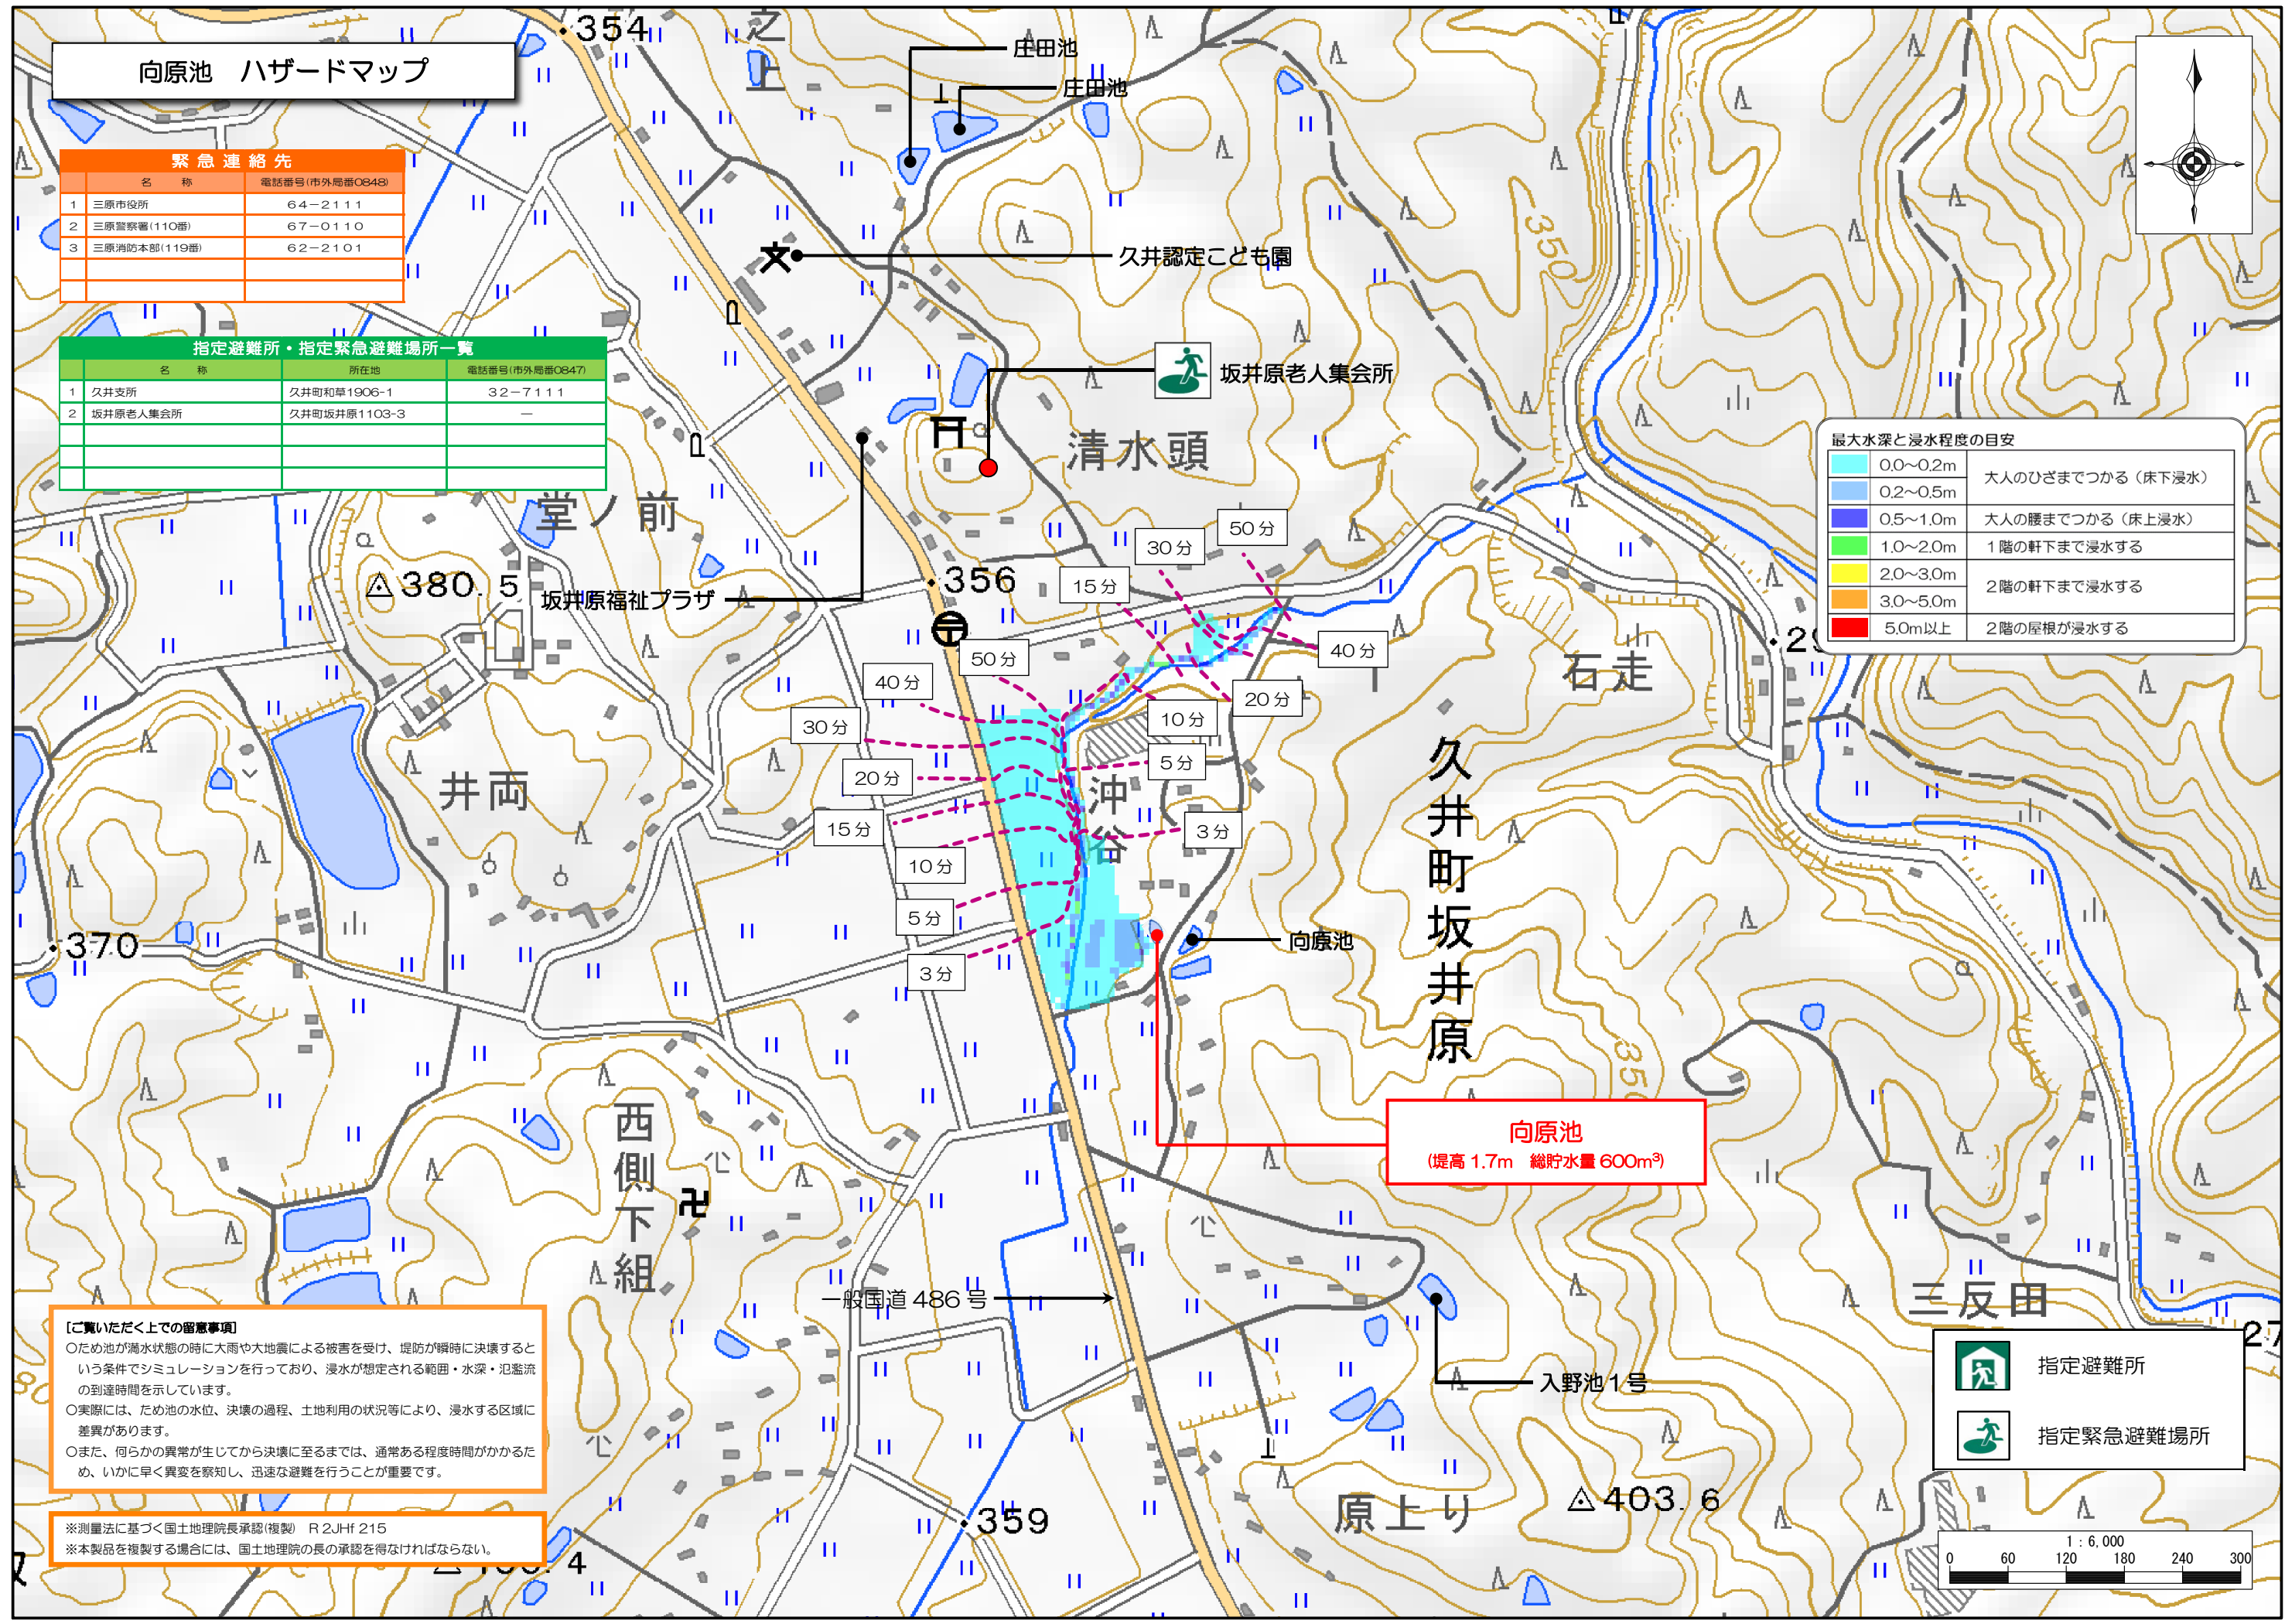 向原池 ハザードマップ
緊急連絡先
名 称 電話番号(市外局番0848)
1 三原市役所 64-2111
2 三原警察署(110番) 67-0110
3 三原消防本部(119番) 62-2101
指定避難所・指定緊急避難場所一覧
名 称 所在地 電話番号(市外局番0847)
1 久井支所 久井町和草1906-1 32-7111
2 坂井原老人集会所 久井町坂井原1103-3 ―
354
之上
庄田池
庄田池
久井認定こども園
坂井原老人集会所
清水頭
堂ノ前
380.5
坂井原福祉プラザ
356
350
最大水深と浸水程度の目安
0.0~0.2m 大人のひざまでつかる(床下浸水)
0.2~0.5m
0.5~1.0m 大人の腰までつかる(床上浸水)
1.0~2.0m 1階の軒下まで浸水する
2.0~3.0m 2階の軒下まで浸水する
3.0~5.0m
5.0m以上 2階の屋根が浸水する
50分
30分
15分
40分
20分
10分
5分
3分
50分
40分
30分
20分
15分
10分
5分
3分
石走
井両
沖谷
久井町坂井原
370
向原池
向原池
(堤高1.7m 総貯水量600m³)
西側下組
一般国道486号
入野池1号
三反田
原上り
403.6
359
[ご覧いただく上での留意事項]
○ため池が満水状態の時に大雨や大地震による被害を受け、堤防が瞬時に決壊すると
いう条件でシミュレーションを行っており、浸水が想定される範囲・水深・氾濫流
の到達時間を示しています。
○実際には、ため池の水位、決壊の過程、土地利用の状況等により、浸水する区域に
差異があります。
○また、何らかの異常が生じてから決壊に至るまでは、通常ある程度時間がかかるた
め、いかに早く異変を察知し、迅速な避難を行うことが重要です。
※測量法に基づく国土地理院長承認(複製) R 2JHf 215
※本製品を複製する場合には、国土地理院の長の承認を得なければならない。
指定避難所
指定緊急避難場所
1:6,000
0 60 120 180 240 300